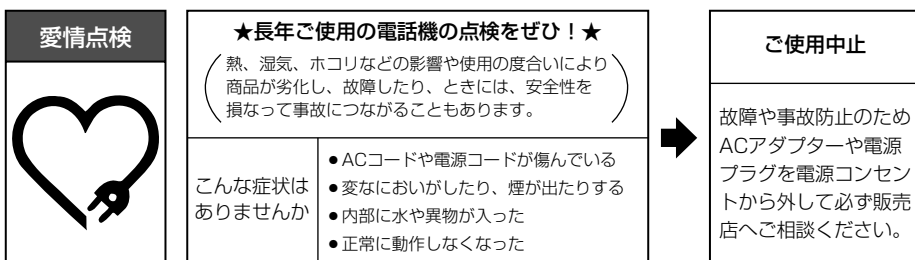 愛情点検
★長年ご使用の電話機の点検をぜひ！★
熱、湿気、ホコリなどの影響や使用の度合いにより
商品が劣化し、故障したり、ときには、安全性を
損なって事故につながることもあります。
こんな症状は
ありませんか
●ACコードや電源コードが傷んでいる
●変なにおいがしたり、煙が出たりする
●内部に水や異物が入った
●正常に動作しなくなった
ご使用中止
故障や事故防止のため
ACアダプターや電源
プラグを電源コンセン
トから外して必ず販売
店へご相談ください。